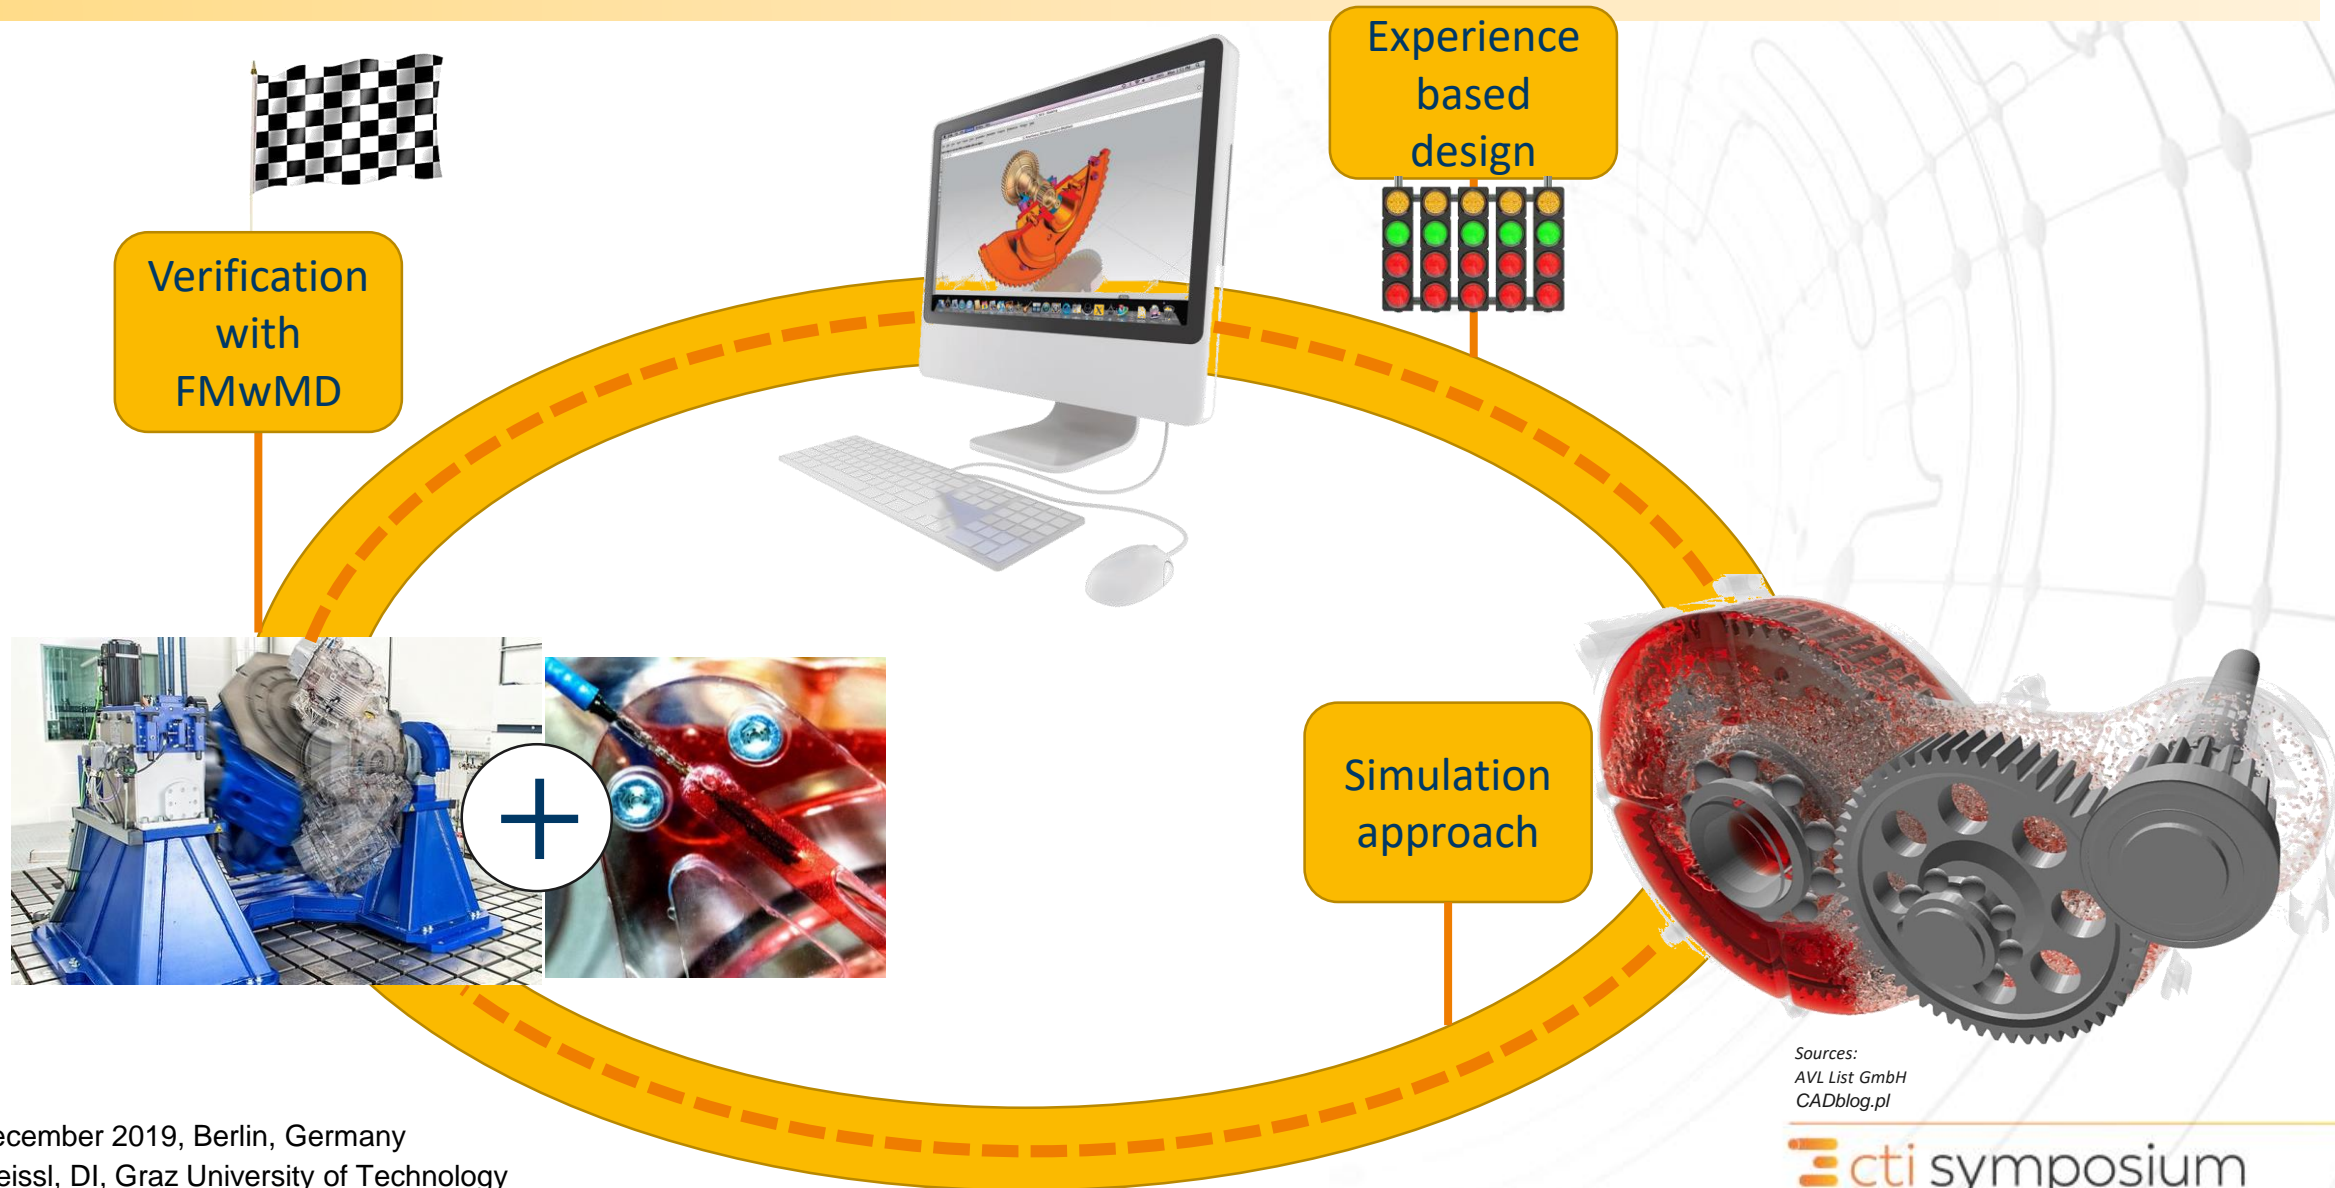 Experience
based
design
Verification
with
FMwMD
Simulation
approach
Sources:
AVL List GmbH
CADblog.pl
December 2019, Berlin, Germany
eissl, DI, Graz University of Technology
cti symposium